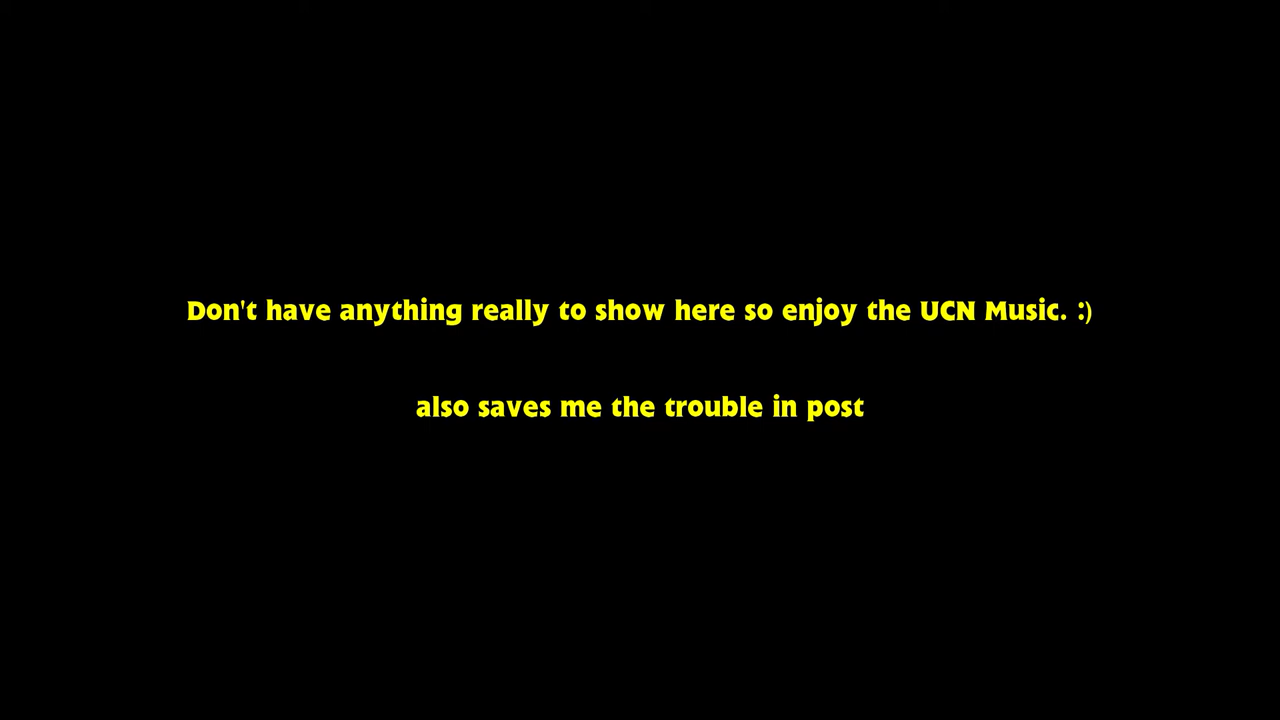 Don't have anything really to show here so enjoy the UCN Music. :)
also saves me the trouble in post